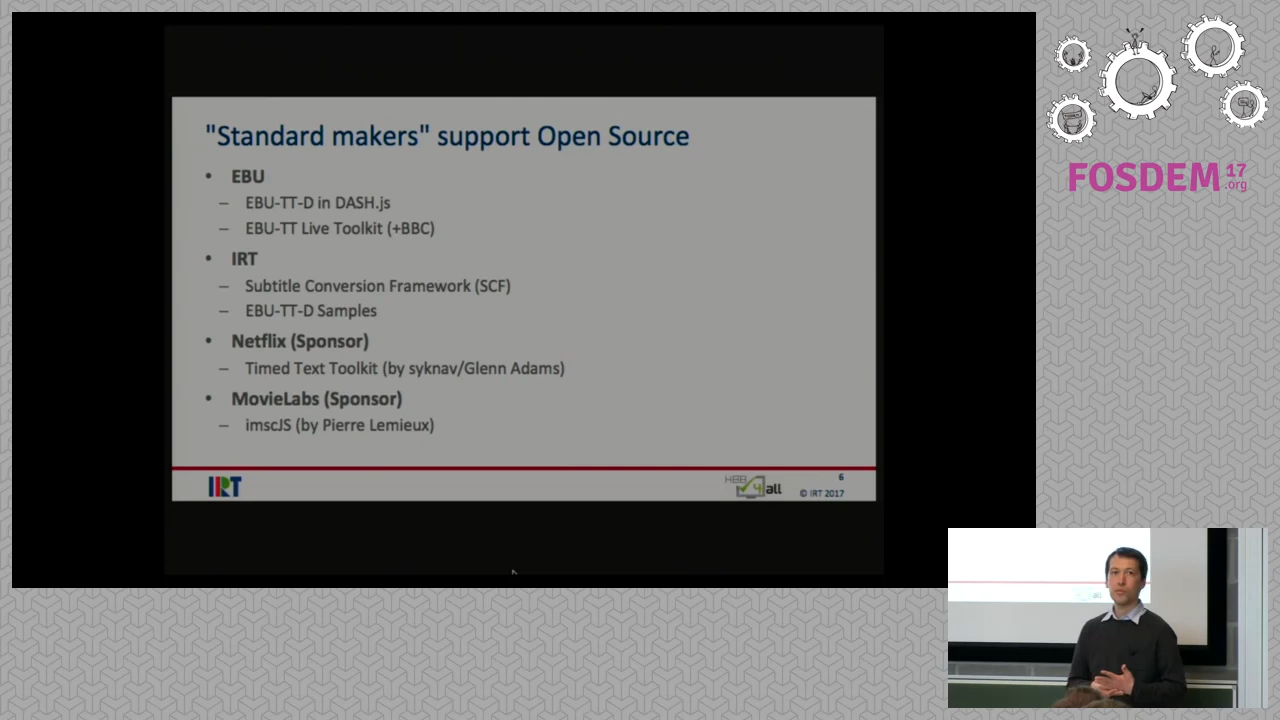 "Standard makers" support Open Source
• EBU
– EBU-TT-D in DASH.js
– EBU-TT Live Toolkit (+BBC)
• IRT
– Subtitle Conversion Framework (SCF)
– EBU-TT-D Samples
• Netflix (Sponsor)
– Timed Text Toolkit (by syknav/Glenn Adams)
• MovieLabs (Sponsor)
– imscJS (by Pierre Lemieux)
IRT
HBB4all
6
© IRT 2017
FOSDEM 17
.org
all